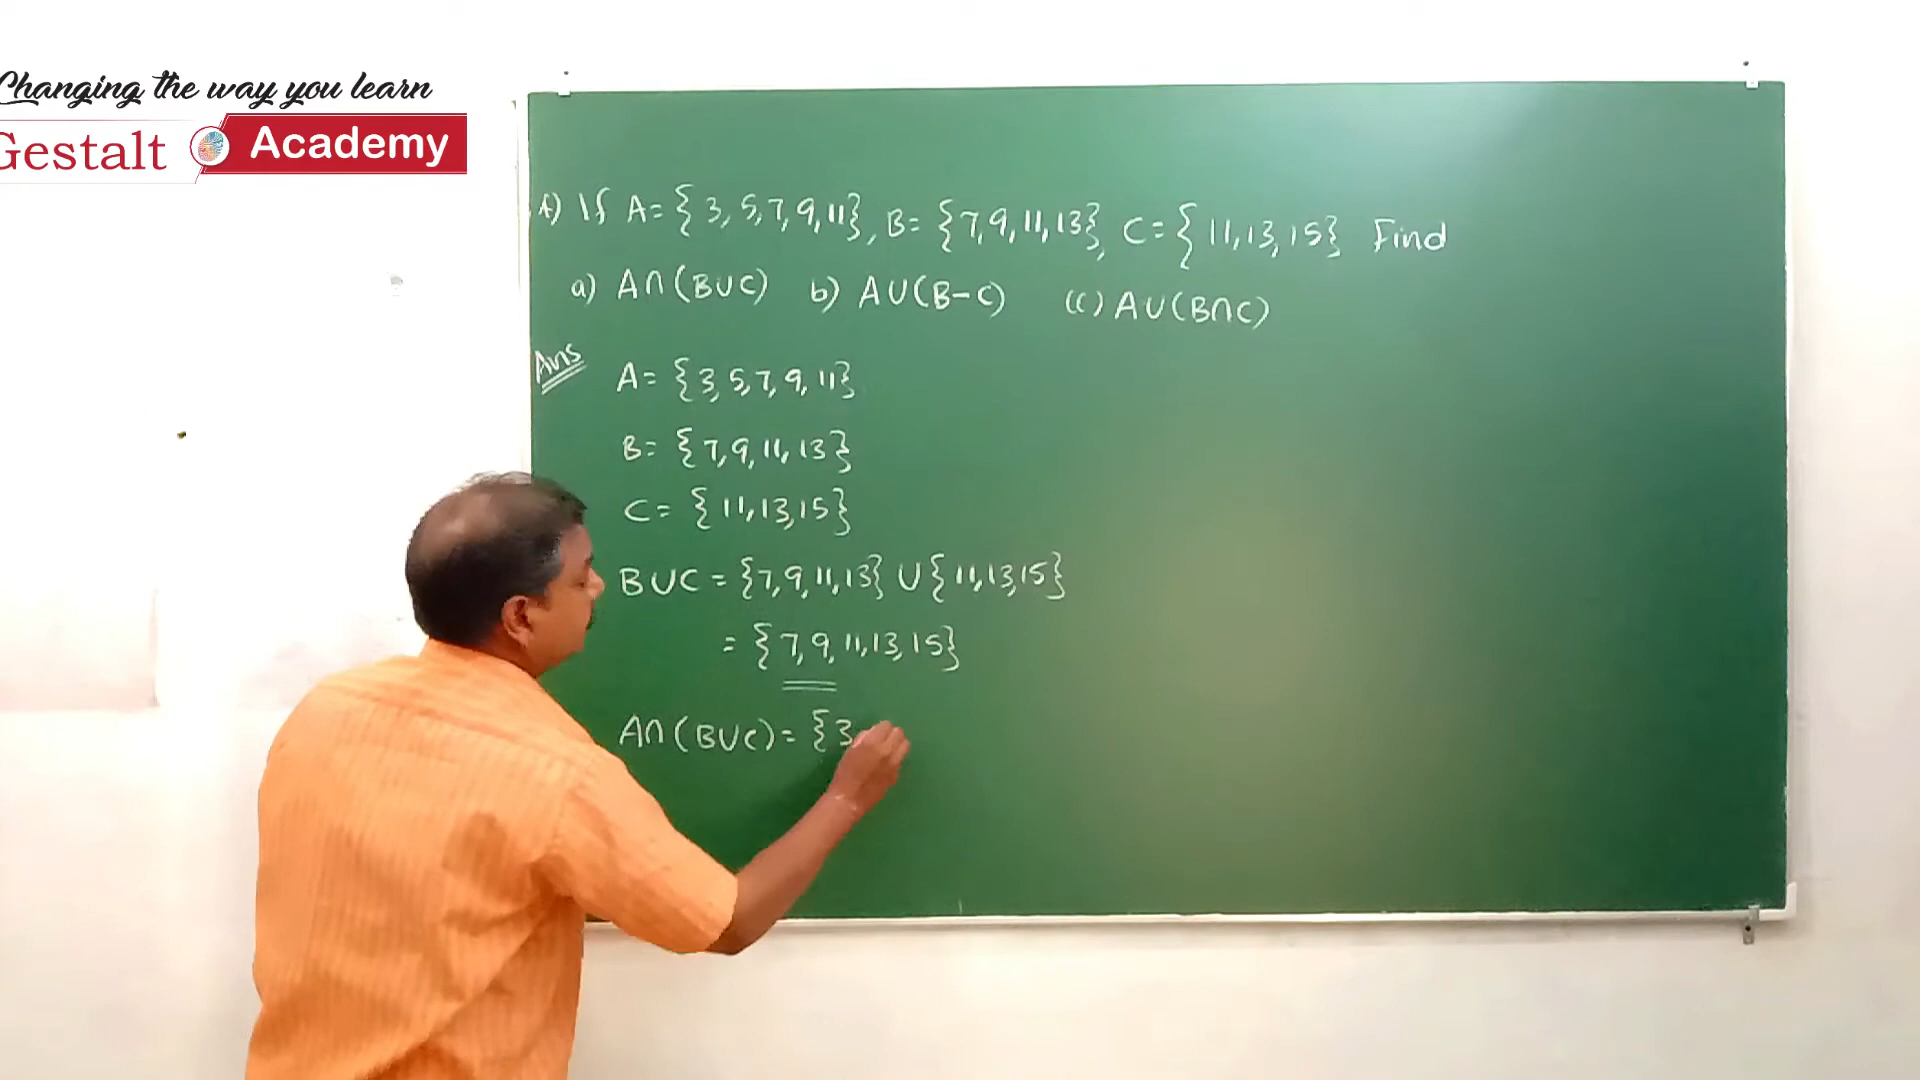 Changing the way you learn
Gestalt Academy
If A= {3, 5, 7, 9, 11}, B= {7, 9, 11, 13}, C= {11, 13, 15} Find
a) A∩(B∪C) b) A∪(B-C) (c) A∪(B∩C)
Ans
A= {3, 5, 7, 9, 11}
B= {7, 9, 11, 13}
C= {11, 13, 15}
B∪C = {7, 9, 11, 13} ∪ {11, 13, 15}
= {7, 9, 11, 13, 15}
A∩(B∪C) = {3